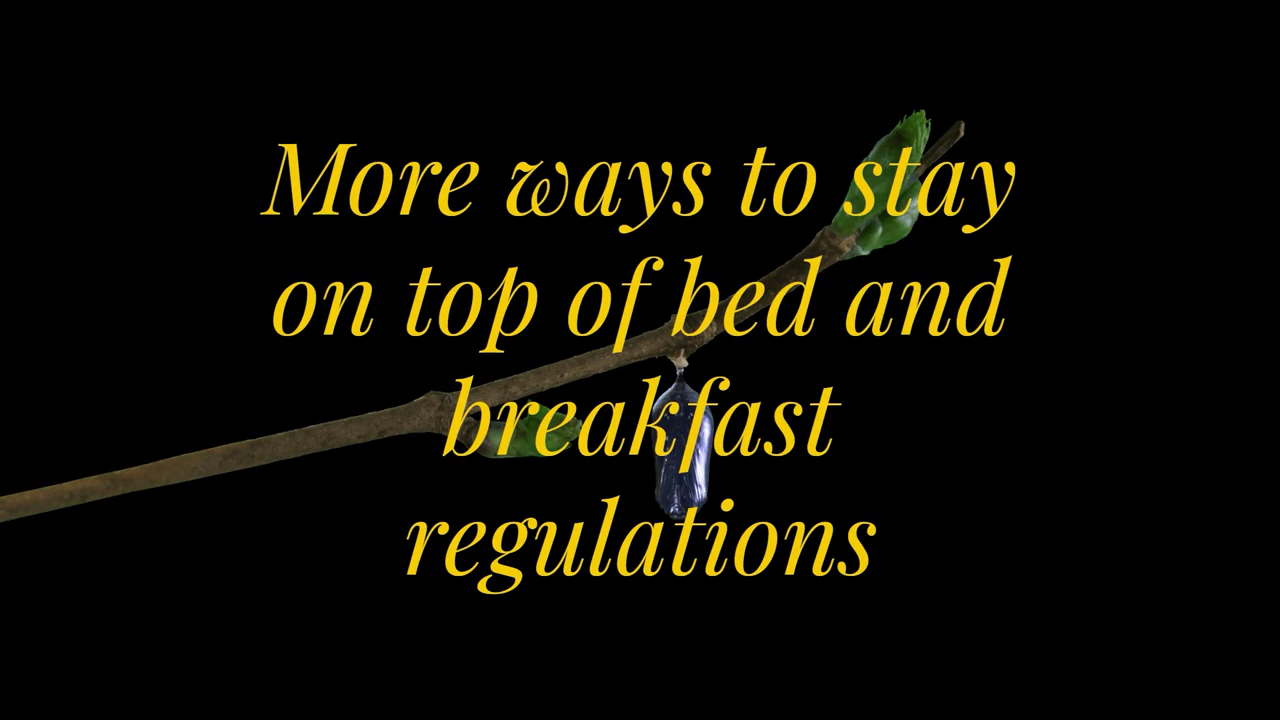 More ways to stay
on top of bed and
breakfast
regulations